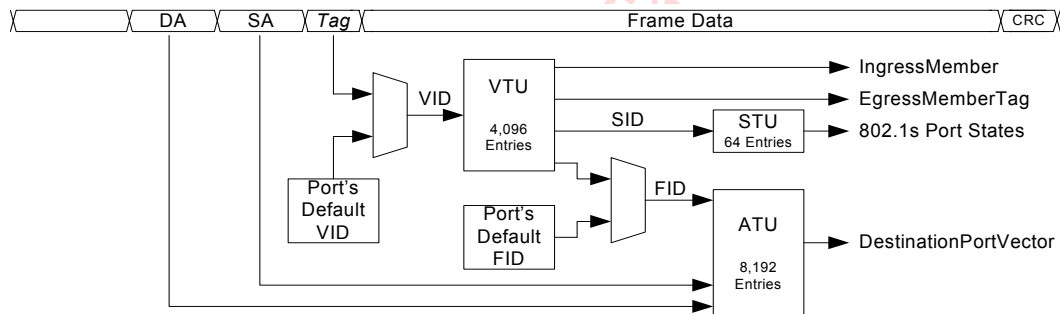 DA SA Tag Frame Data CRC
IngressMember
VTU
VID
EgressMemberTag
SID
STU
4,096
Entries
64 Entries
802.1s Port States
Port's
Default
VID
FID
Port's
Default
FID
ATU
DestinationPortVector
8,192
Entries